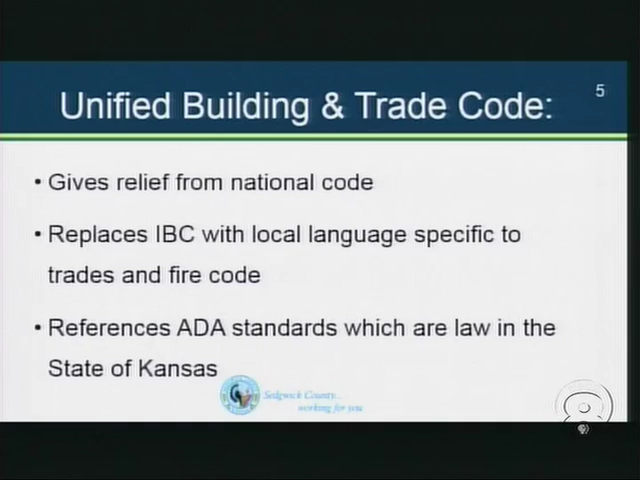 5
Unified Building & Trade Code:
• Gives relief from national code
• Replaces IBC with local language specific to
trades and fire code
• References ADA standards which are law in the
State of Kansas
Sedgwick County...
working for you
8